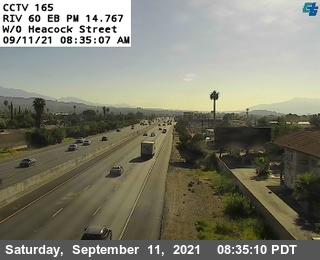 CCTV 165
RIV 60 EB PM 14.767
W/O Heacock Street
09/11/21 08:35:07 AM
Saturday, September 11, 2021 08:35:10 PDT